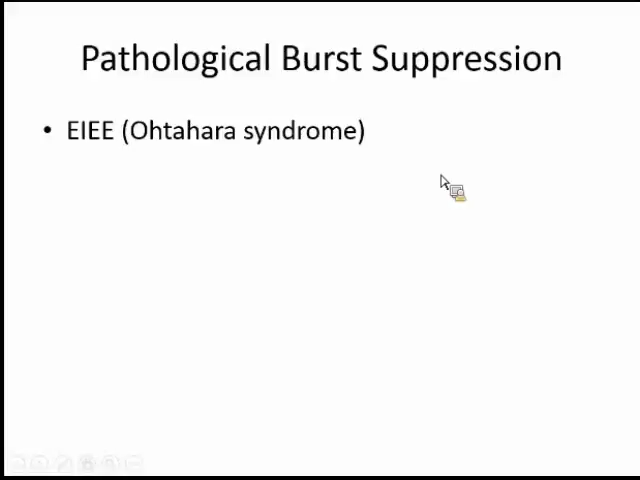 Pathological Burst Suppression
• EIEE (Ohtahara syndrome)